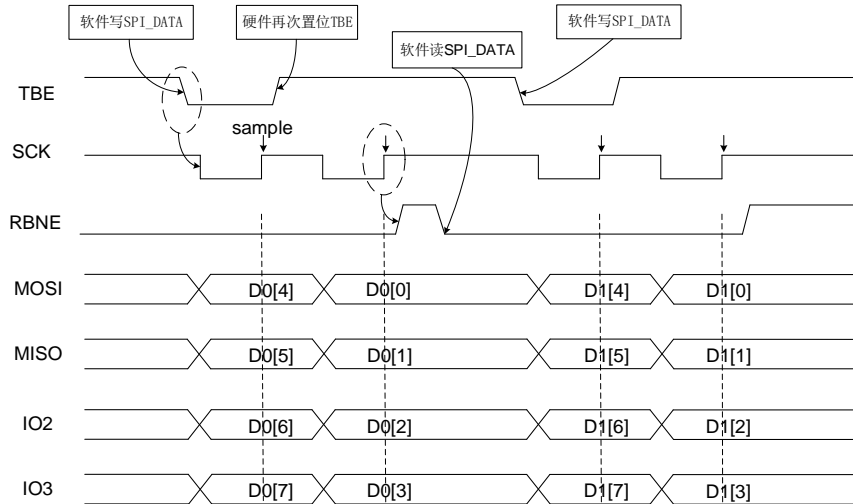 软件写SPI_DATA
硬件再次置位TBE
软件读SPI_DATA
软件写SPI_DATA
TBE
sample
SCK
RBNE
MOSI D0[4] D0[0] D1[4] D1[0]
MISO D0[5] D0[1] D1[5] D1[1]
IO2 D0[6] D0[2] D1[6] D1[2]
IO3 D0[7] D0[3] D1[7] D1[3]